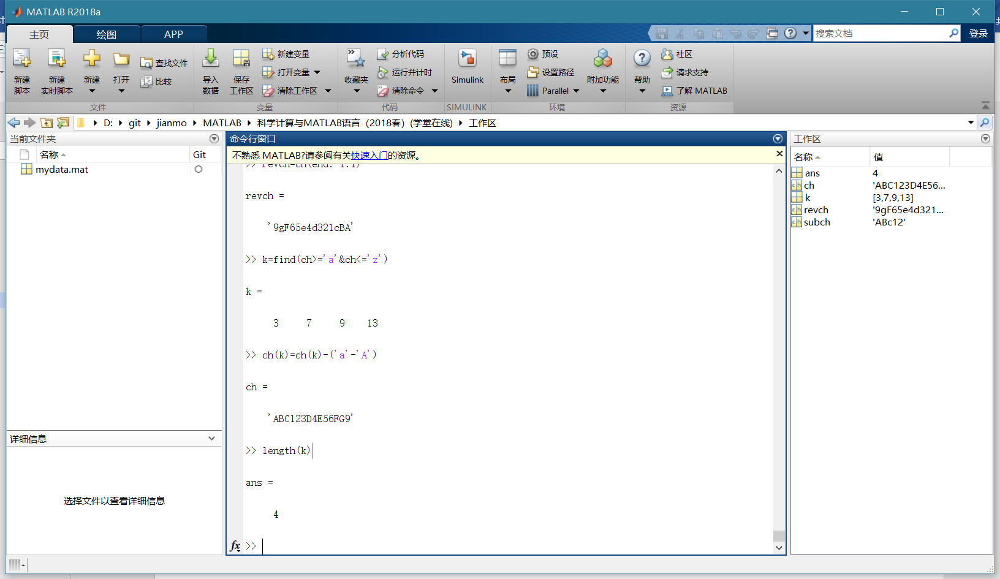 MATLAB R2018a
主页 绘图 APP
搜索文档 登录
新建脚本 新建实时脚本 新建 打开 查找文件 比较
导入数据 保存工作区 新建变量 打开变量 清除工作区
收藏夹 分析代码 运行并计时 清除命令
Simulink
布局 预设 设置路径 Parallel 附加功能
帮助 社区 请求支持 了解 MATLAB
文件 变量 代码 SIMULINK 环境 资源
D: git jianmo MATLAB 科学计算与MATLAB语言（2018春）(学堂在线) 工作区
当前文件夹
名称 Git
mydata.mat
详细信息
选择文件以查看详细信息
命令行窗口
不熟悉 MATLAB?请参阅有关快速入门的资源。
>> revch=ch(end:-1:1)
revch =
'9gF65e4d321cBA'
>> k=find(ch>='a'&ch<='z')
k =
3 7 9 13
>> ch(k)=ch(k)-('a'-'A')
ch =
'ABC123D4E56FG9'
>> length(k)
ans =
4
fx >>
工作区
名称 值
ans 4
ch 'ABC123D4E56...
k [3,7,9,13]
revch '9gF65e4d321...
subch 'ABc12'